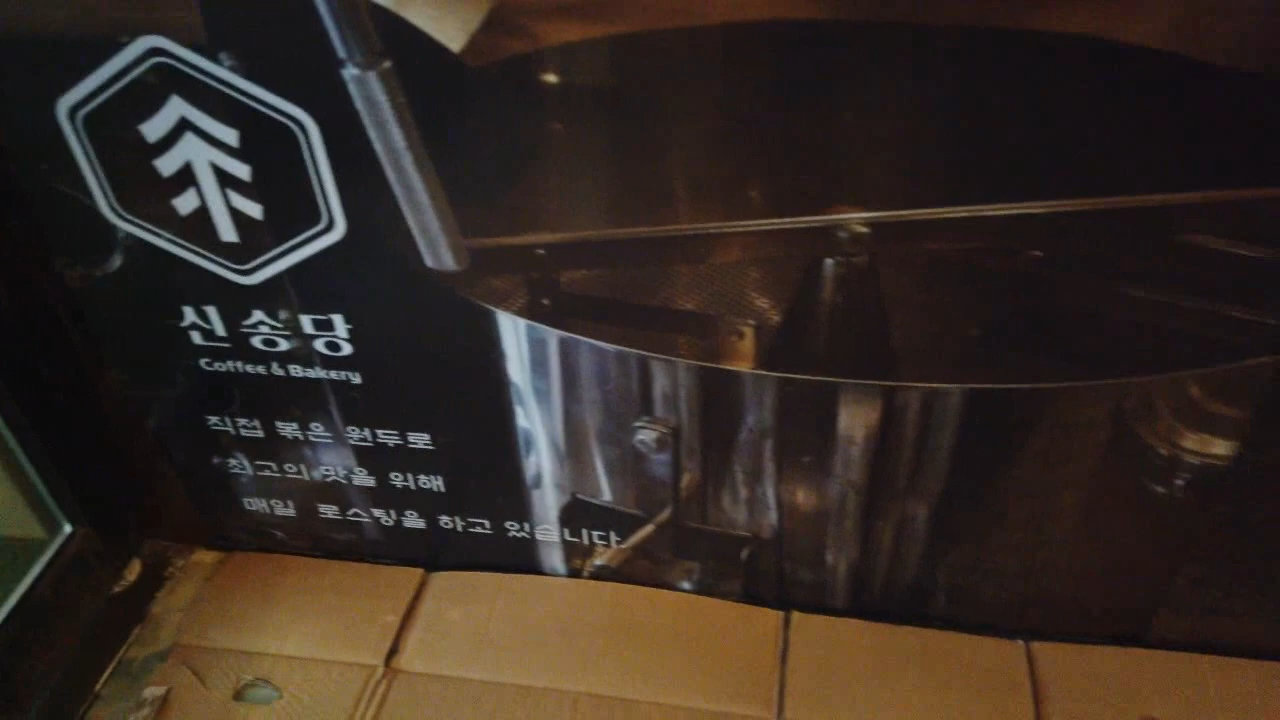 신송당
Coffee & Bakery
직접 볶은 원두로
최고의 맛을 위해
매일 로스팅을 하고 있습니다.